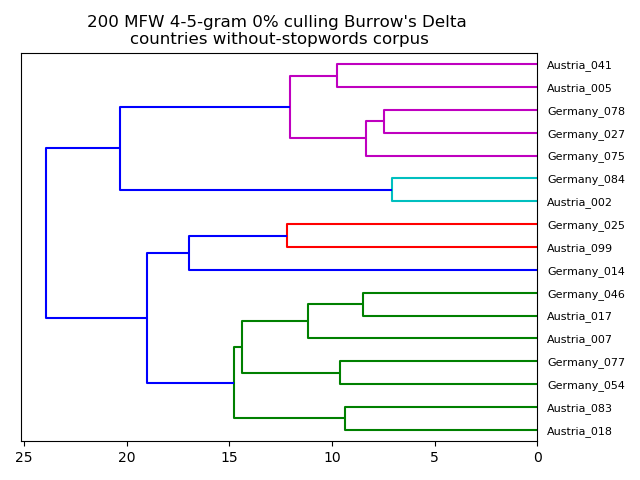 200 MFW 4-5-gram 0% culling Burrow's Delta
countries without-stopwords corpus
Austria_041
Austria_005
Germany_078
Germany_027
Germany_075
Germany_084
Austria_002
Germany_025
Austria_099
Germany_014
Germany_046
Austria_017
Austria_007
Germany_077
Germany_054
Austria_083
Austria_018
25 20 15 10 5 0